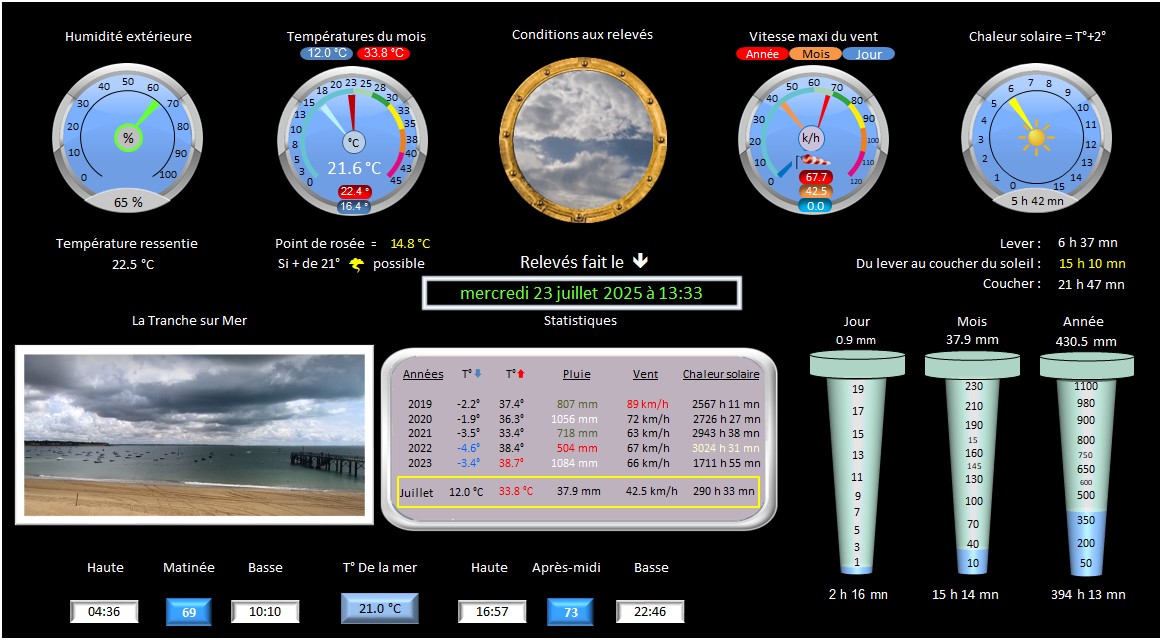 Humidité extérieure
Températures du mois
12.0 °C 33.8 °C
Conditions aux relevés
Vitesse maxi du vent
Année Mois Jour
Chaleur solaire = T°+2°
0 10 20 30 40 50 60 70 80 90 100
%
65 %
0 3 5 8 10 13 15 18 20 23 25 28 30 33 35 38 40 43 45
°C
21.6 °C
22.4 °
16.4 °
0 10 20 30 40 50 60 70 80 90 100 110 120
k/h
67.7
42.5
0.0
0 1 2 3 4 5 6 7 8 9 10 11 12 13 14 15
5 h 42 mn
Température ressentie
22.5 °C
Point de rosée = 14.8 °C
Si + de 21° possible
Relevés fait le
mercredi 23 juillet 2025 à 13:33
Lever : 6 h 37 mn
Du lever au coucher du soleil : 15 h 10 mn
Coucher : 21 h 47 mn
La Tranche sur Mer
Statistiques
Années T° T° Pluie Vent Chaleur solaire
2019 -2.2° 37.4° 807 mm 89 km/h 2567 h 11 mn
2020 -1.9° 36.3° 1056 mm 72 km/h 2726 h 27 mn
2021 -3.5° 33.4° 718 mm 63 km/h 2943 h 38 mn
2022 -4.6° 38.4° 504 mm 67 km/h 3024 h 31 mn
2023 -3.4° 38.7° 1084 mm 66 km/h 1711 h 55 mn
Juillet 12.0 °C 33.8 °C 37.9 mm 42.5 km/h 290 h 33 mn
Jour
0.9 mm
19
17
15
13
11
9
7
5
3
1
2 h 16 mn
Mois
37.9 mm
230
210
190
15
160
145
130
100
70
40
10
15 h 14 mn
Année
430.5 mm
1100
980
900
800
750
650
600
500
350
200
50
394 h 13 mn
Haute Matinée Basse
04:36 69 10:10
T° De la mer
21.0 °C
Haute Après-midi Basse
16:57 73 22:46